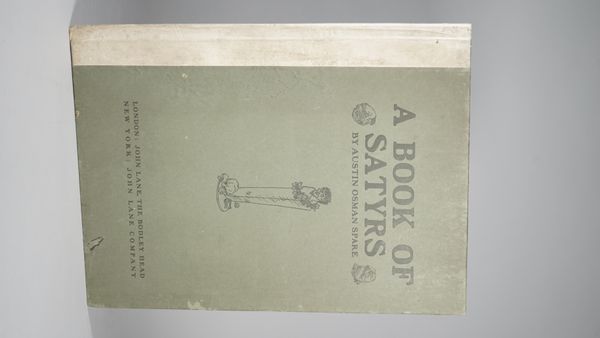 A BOOK OF
SATYRS
BY AUSTIN OSMAN SPARE
LONDON: JOHN LANE, THE BODLEY HEAD
NEW YORK: JOHN LANE COMPANY